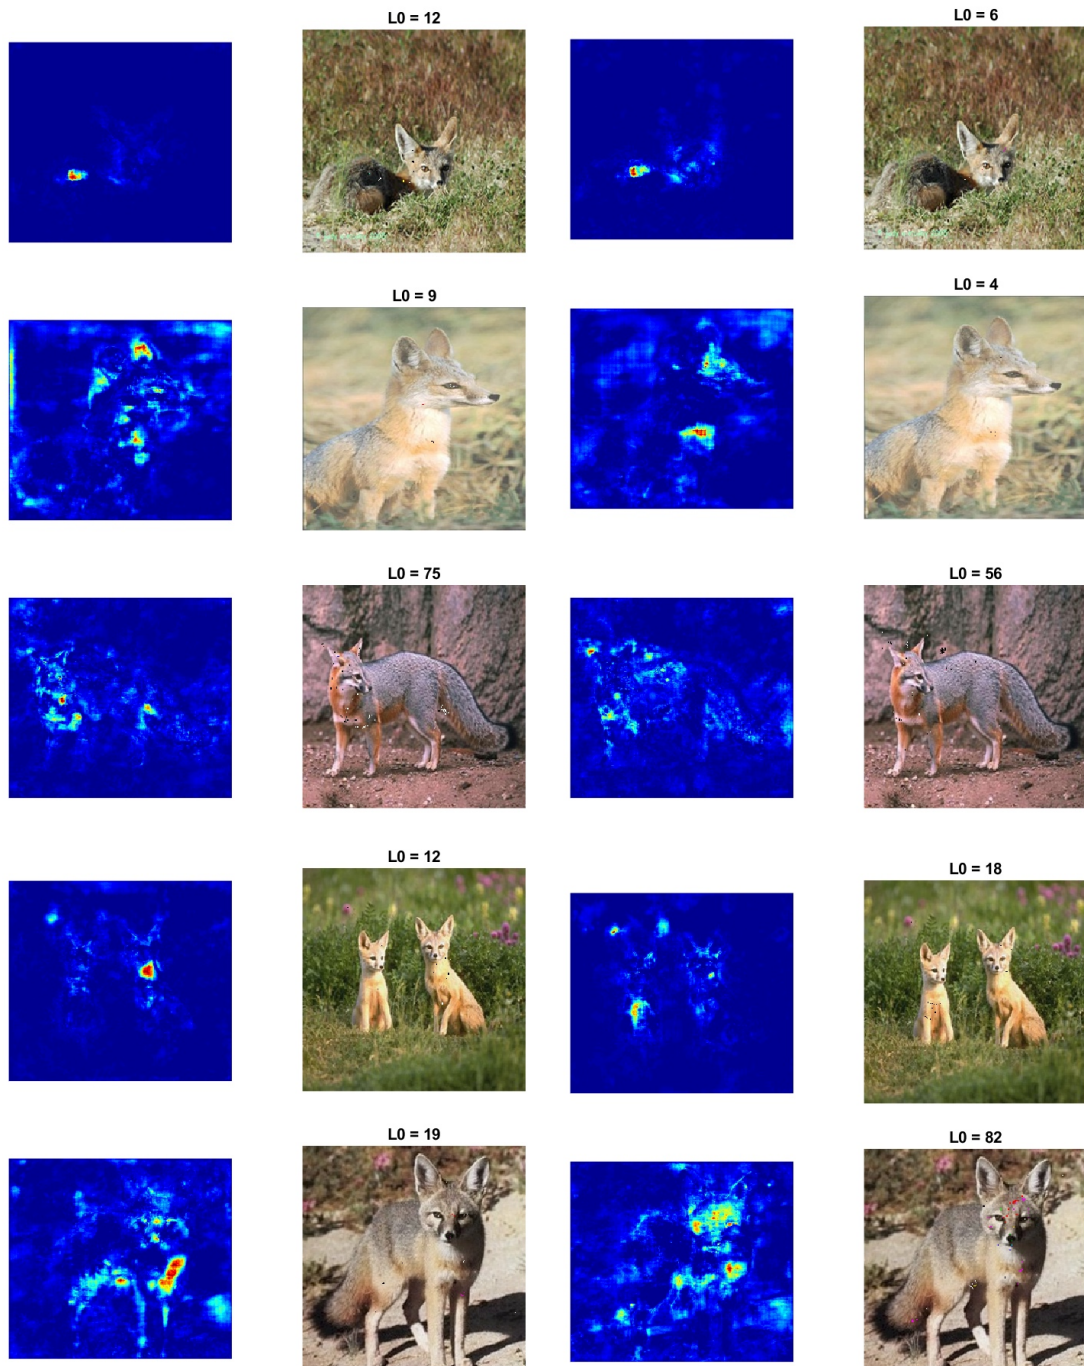 L0 = 12
L0 = 6
L0 = 9
L0 = 4
L0 = 75
L0 = 56
L0 = 12
L0 = 18
L0 = 19
L0 = 82